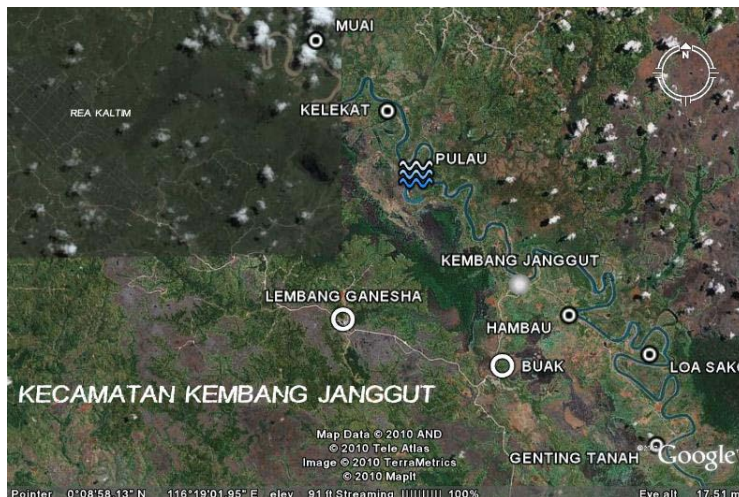 MUAI
N
KELEKAT
REA KALTIM
PULAU
KEMBANG JANGGUT
LEMBANG GANESHA
HAMBAU
BUAK
KECAMATAN KEMBANG JANGGUT
Map Data © 2010 AND
© 2010 Tele Atlas
Image © 2010 TerraMetrics
© 2010 MapIt
GENTING TANAH
Google
Pointer 0°08'58.13" N 116°19'01.95" E elev 91 ft Streaming |||||||||| 100% Eye alt 17.51